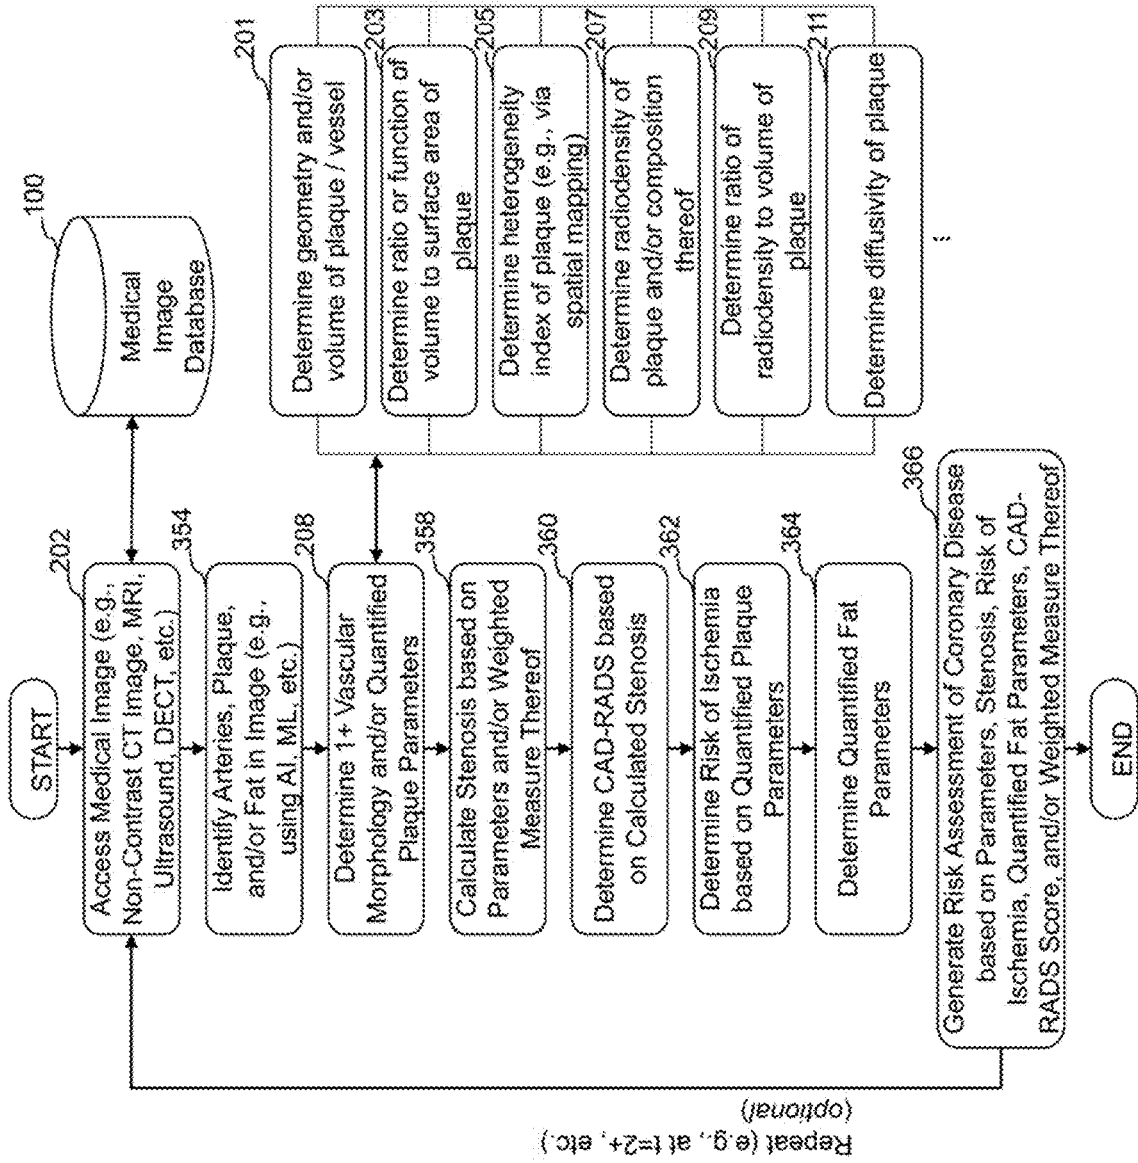 START
202
Access Medical Image (e.g.,
Non-Contrast CT Image, MRI,
Ultrasound, DECT, etc.)
100
Medical
Image
Database
354
Identify Arteries, Plaque,
and/or Fat in Image (e.g.,
using AI, ML, etc.)
208
Determine 1+ Vascular
Morphology and/or Quantified
Plaque Parameters
358
Calculate Stenosis based on
Parameters and/or Weighted
Measure Thereof
360
Determine CAD-RADS based
on Calculated Stenosis
362
Determine Risk of Ischemia
based on Quantified Plaque
Parameters
364
Determine Quantified Fat
Parameters
366
Generate Risk Assessment of Coronary Disease
based on Parameters, Stenosis, Risk of
Ischemia, Quantified Fat Parameters, CAD-
RADS Score, and/or Weighted Measure Thereof
END
Repeat (e.g., at t=2+, etc.)
(optional)
201
Determine geometry and/or
volume of plaque / vessel
203
Determine ratio or function of
volume to surface area of
plaque
205
Determine heterogeneity
index of plaque (e.g., via
spatial mapping)
207
Determine radiodensity of
plaque and/or composition
thereof
209
Determine ratio of
radiodensity to volume of
plaque
211
Determine diffusivity of plaque
...